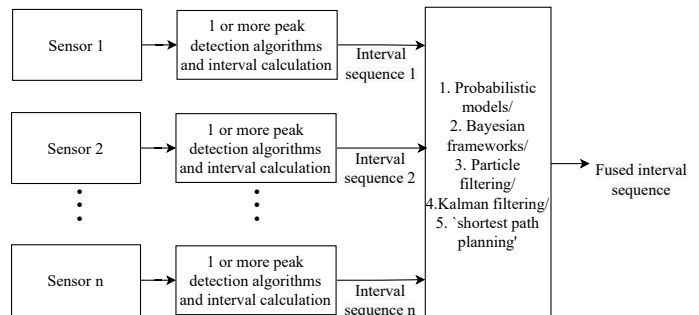 Sensor 1
1 or more peak
detection algorithms
and interval calculation
Interval
sequence 1
Sensor 2
1 or more peak
detection algorithms
and interval calculation
Interval
sequence 2
Sensor n
1 or more peak
detection algorithms
and interval calculation
Interval
sequence n
1. Probabilistic
models/
2. Bayesian
frameworks/
3. Particle
filtering/
4.Kalman filtering/
5. `shortest path
planning'
Fused interval
sequence